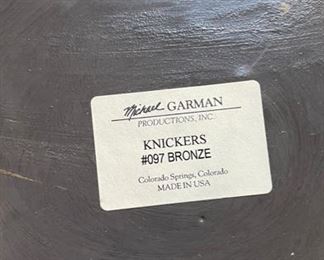 Michael GARMAN
PRODUCTIONS, INC.
KNICKERS
#097 BRONZE
Colorado Springs, Colorado
MADE IN USA